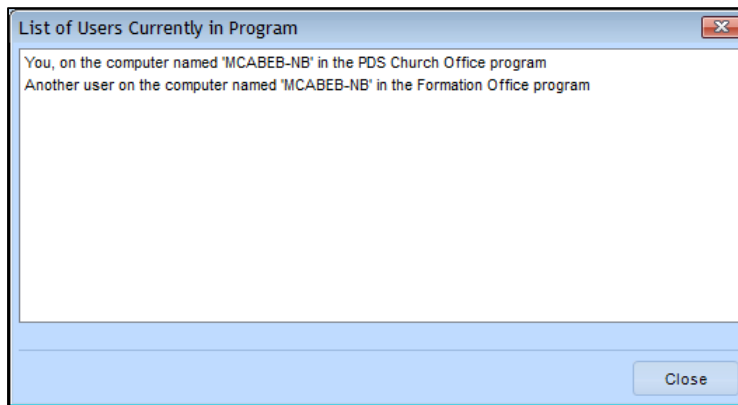 List of Users Currently in Program
You, on the computer named 'MCABEB-NB' in the PDS Church Office program
Another user on the computer named 'MCABEB-NB' in the Formation Office program
Close